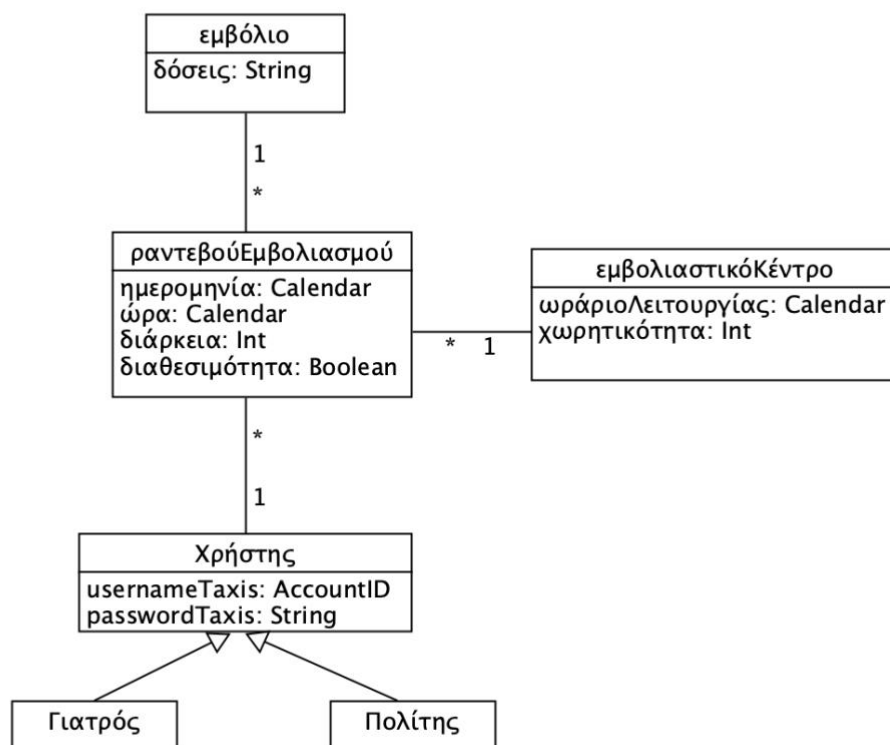 εμβόλιο
δόσεις: String
1
*
ραντεβούΕμβολιασμού
ημερομηνία: Calendar
ώρα: Calendar
διάρκεια: Int
διαθεσιμότητα: Boolean
* 1
εμβολιαστικόΚέντρο
ωράριοΛειτουργίας: Calendar
χωρητικότητα: Int
*
1
Χρήστης
usernameTaxis: AccountID
passwordTaxis: String
Γιατρός
Πολίτης